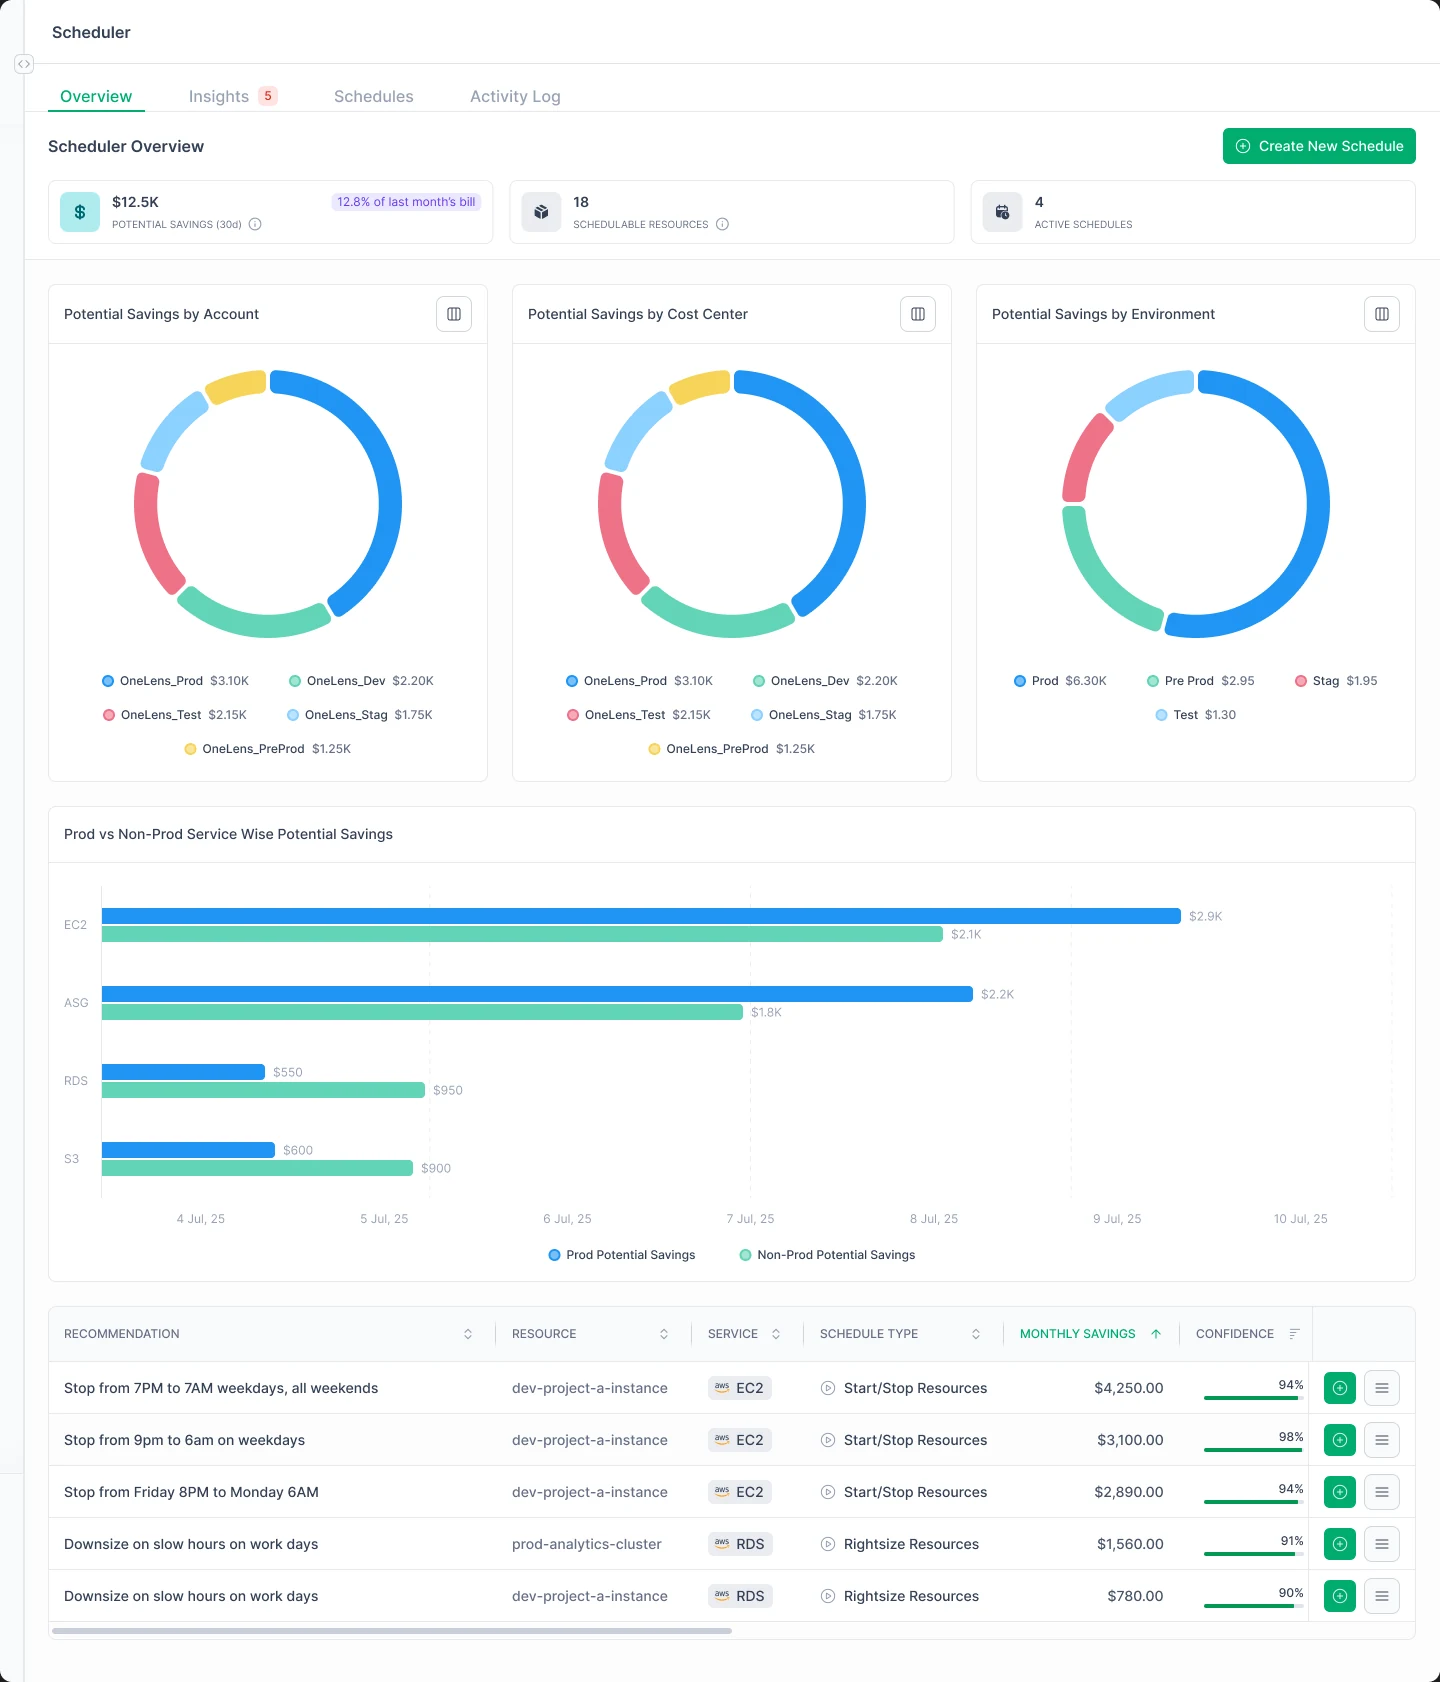 Scheduler
Overview
Insights 5
Schedules
Activity Log
Scheduler Overview
Create New Schedule
$12.5K
12.8% of last month's bill
POTENTIAL SAVINGS (30d)
18
SCHEDULABLE RESOURCES
4
ACTIVE SCHEDULES
Potential Savings by Account
OneLens_Prod $3.10K
OneLens_Dev $2.20K
OneLens_Test $2.15K
OneLens_Stag $1.75K
OneLens_PreProd $1.25K
Potential Savings by Cost Center
OneLens_Prod $3.10K
OneLens_Dev $2.20K
OneLens_Test $2.15K
OneLens_Stag $1.75K
OneLens_PreProd $1.25K
Potential Savings by Environment
Prod $6.30K
Pre Prod $2.95
Stag $1.95
Test $1.30
Prod vs Non-Prod Service Wise Potential Savings
EC2
$2.9K
$2.1K
ASG
$2.2K
$1.8K
RDS
$550
$950
S3
$600
$900
4 Jul, 25
5 Jul, 25
6 Jul, 25
7 Jul, 25
8 Jul, 25
9 Jul, 25
10 Jul, 25
Prod Potential Savings
Non-Prod Potential Savings
RECOMMENDATION RESOURCE SERVICE SCHEDULE TYPE MONTHLY SAVINGS CONFIDENCE
Stop from 7PM to 7AM weekdays, all weekends dev-project-a-instance aws EC2 Start/Stop Resources $4,250.00 94%
Stop from 9pm to 6am on weekdays dev-project-a-instance aws EC2 Start/Stop Resources $3,100.00 98%
Stop from Friday 8PM to Monday 6AM dev-project-a-instance aws EC2 Start/Stop Resources $2,890.00 94%
Downsize on slow hours on work days prod-analytics-cluster aws RDS Rightsize Resources $1,560.00 91%
Downsize on slow hours on work days dev-project-a-instance aws RDS Rightsize Resources $780.00 90%